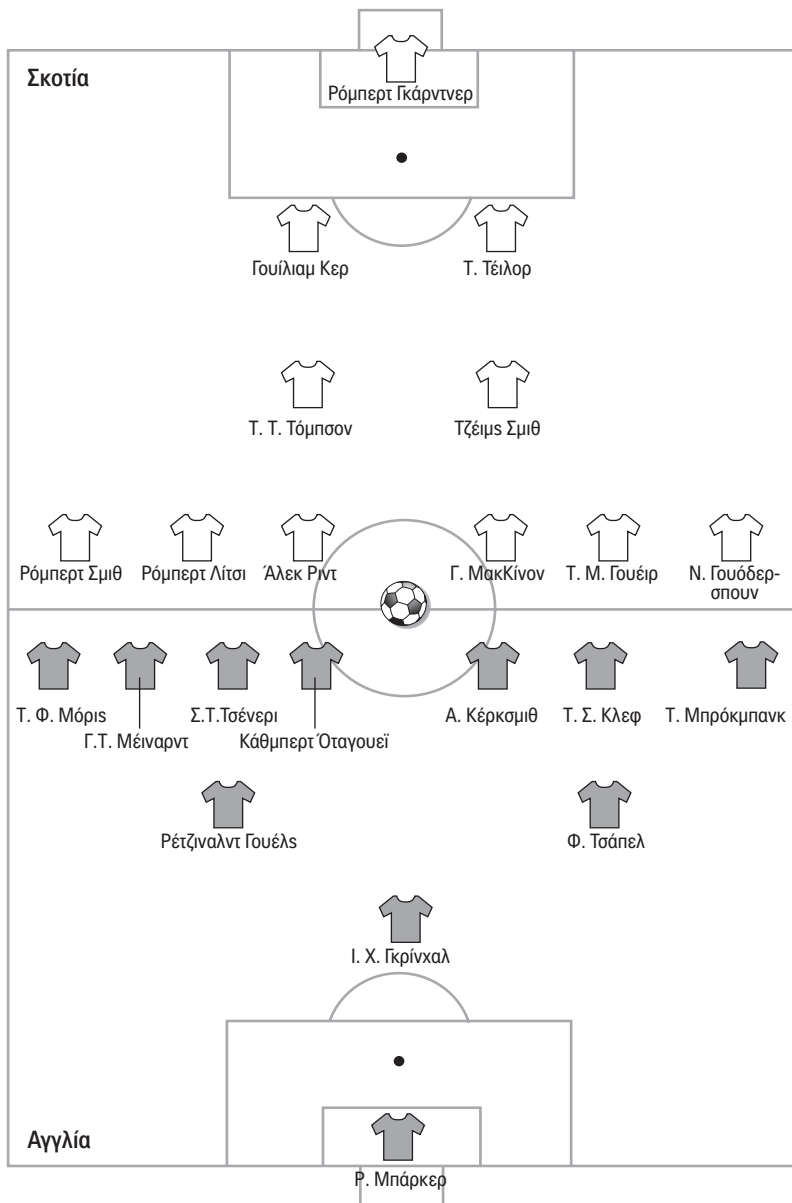 Σκοτία
Ρόμπερτ Γκάρντνερ
Γουίλιαμ Κερ
Τ. Τέιλορ
Τ. Τ. Τόμπσον
Τζέιμς Σμιθ
Ρόμπερτ Σμιθ
Ρόμπερτ Λίτσι
Άλεκ Ριντ
Γ. ΜακΚίνον
Τ. Μ. Γουέιρ
Ν. Γουόδερ-
σπουν
Τ. Φ. Μόρις
Γ.Τ. Μέιναρντ
Σ.Τ.Τσένερι
Κάθμπερτ Όταγουεϊ
Α. Κέρκσμιθ
Τ. Σ. Κλεφ
Τ. Μπρόκμπανκ
Ρέτζιναλντ Γουέλς
Φ. Τσάπελ
Ι. Χ. Γκρίνχαλ
Αγγλία
Ρ. Μπάρκερ